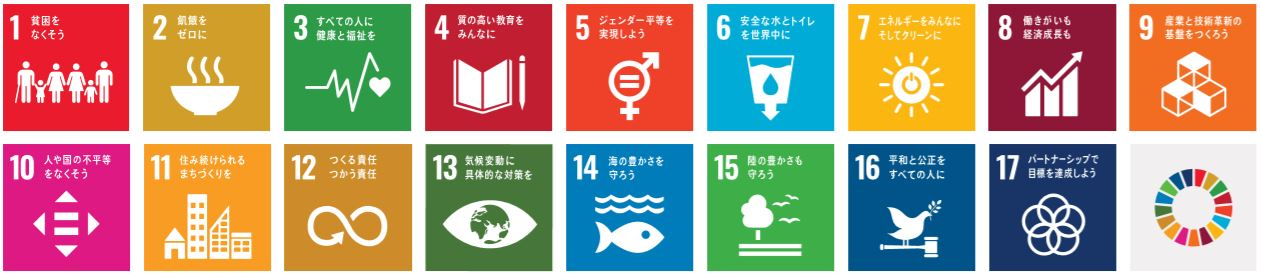 1 貧困を
なくそう
2 飢餓を
ゼロに
3 すべての人に
健康と福祉を
4 質の高い教育を
みんなに
5 ジェンダー平等を
実現しよう
6 安全な水とトイレ
を世界中に
7 エネルギーをみんなに
そしてクリーンに
8 働きがいも
経済成長も
9 産業と技術革新の
基盤をつくろう
10 人や国の不平等
をなくそう
11 住み続けられる
まちづくりを
12 つくる責任
つかう責任
13 気候変動に
具体的な対策を
14 海の豊かさを
守ろう
15 陸の豊かさも
守ろう
16 平和と公正を
すべての人に
17 パートナーシップで
目標を達成しよう